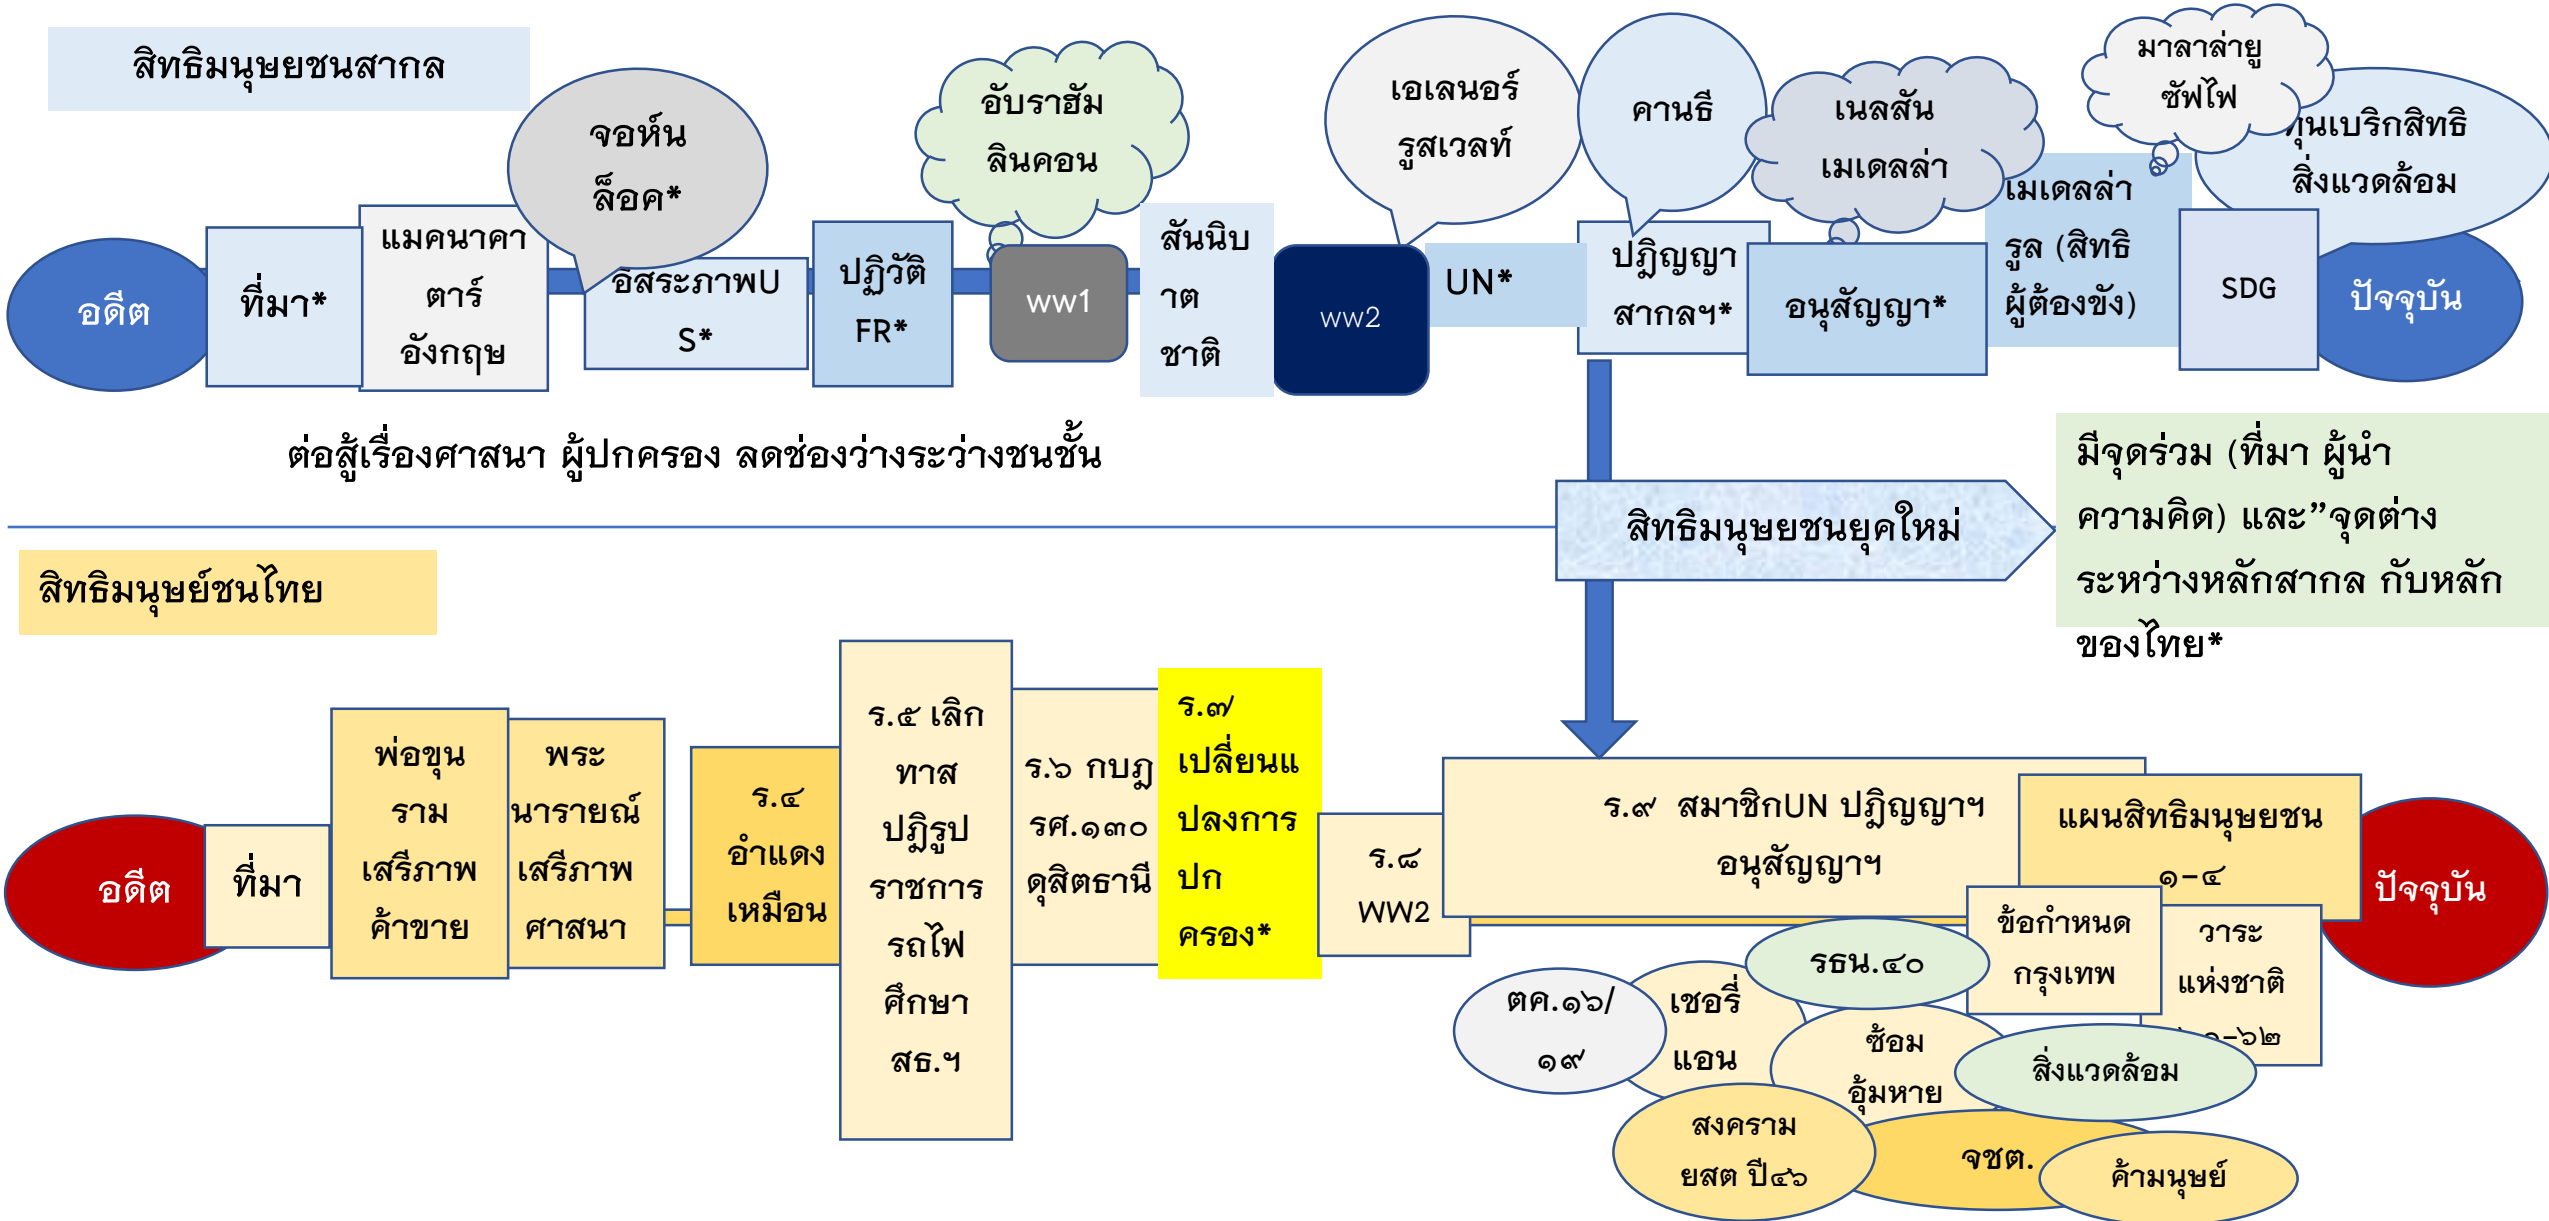 สิทธิมนุษยชนสากล
จอห์น
ล็อค*
อับราฮัม
ลินคอน
เอเลนอร์
รูสเวลท์
คานธี
เนลสัน
เมเดลล่า
มาลาล่ายู
ซัฟไฟ
ทุนเบริกสิทธิ
สิ่งแวดล้อม
อดีต
ที่มา*
แมคนาคา
ตาร์
อังกฤษ
อิสระภาพU
S*
ปฏิวัติ
FR*
ww1
สันนิบ
าต
ชาติ
ww2
UN*
ปฎิญญา
สากลฯ*
อนุสัญญา*
เมเดลล่า
รูล (สิทธิ
ผู้ต้องขัง)
SDG
ปัจจุบัน
ต่อสู้เรื่องศาสนา ผู้ปกครอง ลดช่องว่างระว่างชนชั้น
สิทธิมนุษยชนยุคใหม่
มีจุดร่วม (ที่มา ผู้นำ
ความคิด) และ”จุดต่าง
ระหว่างหลักสากล กับหลัก
ของไทย*
สิทธิมนุษย์ชนไทย
อดีต
ที่มา
พ่อขุน
ราม
เสรีภาพ
ค้าขาย
พระ
นารายณ์
เสรีภาพ
ศาสนา
ร.๔
อำแดง
เหมือน
ร.๕ เลิก
ทาส
ปฎิรูป
ราชการ
รถไฟ
ศึกษา
สธ.ฯ
ร.๖ กบฎ
รศ.๑๓๐
ดุสิตธานี
ร.๗
เปลี่ยนแ
ปลงการ
ปก
ครอง*
ร.๘
WW2
ร.๙ สมาชิกUN ปฎิญญาฯ
อนุสัญญาฯ
แผนสิทธิมนุษยชน
๑-๔
ปัจจุบัน
ข้อกำหนด
กรุงเทพ
วาระ
แห่งชาติ
-๖๒
รธน.๔๐
ตค.๑๖/
๑๙
เชอรี่
แอน
ซ้อม
อุ้มหาย
สิ่งแวดล้อม
สงคราม
ยสต ปี๔๖
จชต.
ค้ามนุษย์